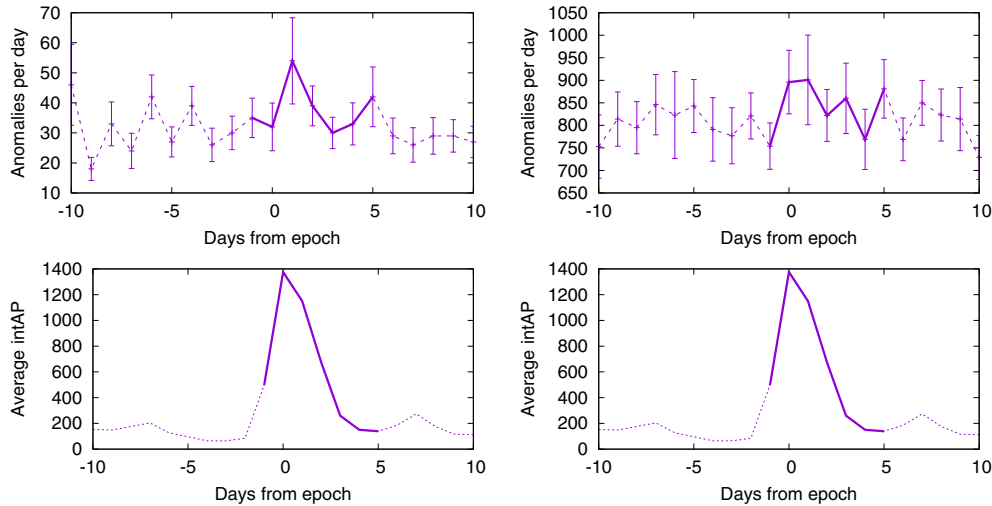 Anomalies per day
70
60
50
40
30
20
10
-10 -5 0 5 10
Days from epoch
Anomalies per day
1050
1000
950
900
850
800
750
700
650
-10 -5 0 5 10
Days from epoch
Average intAP
1400
1200
1000
800
600
400
200
0
-10 -5 0 5 10
Days from epoch
Average intAP
1400
1200
1000
800
600
400
200
0
-10 -5 0 5 10
Days from epoch